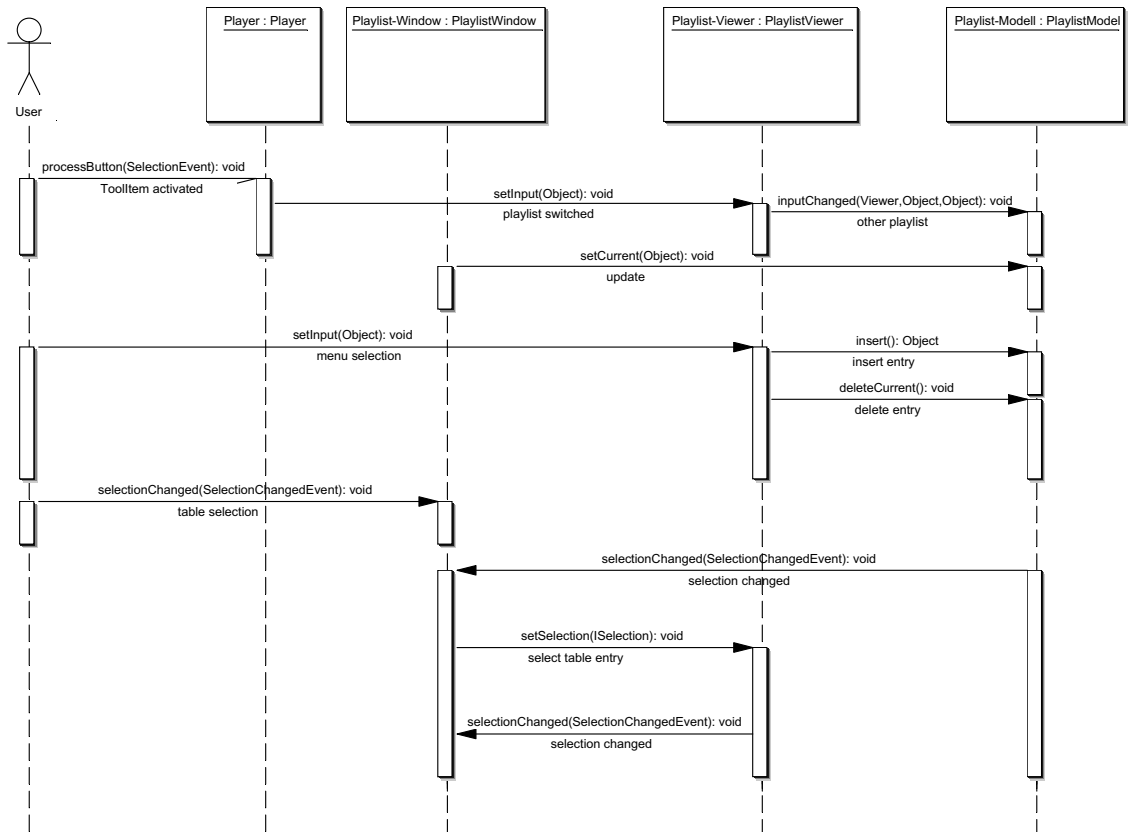 Player : Player
Playlist-Window : PlaylistWindow
Playlist-Viewer : PlaylistViewer
Playlist-Modell : PlaylistModel
User
processButton(SelectionEvent): void
ToolItem activated
setInput(Object): void
playlist switched
inputChanged(Viewer,Object,Object): void
other playlist
setCurrent(Object): void
update
setInput(Object): void
menu selection
insert(): Object
insert entry
deleteCurrent(): void
delete entry
selectionChanged(SelectionChangedEvent): void
table selection
selectionChanged(SelectionChangedEvent): void
selection changed
setSelection(ISelection): void
select table entry
selectionChanged(SelectionChangedEvent): void
selection changed